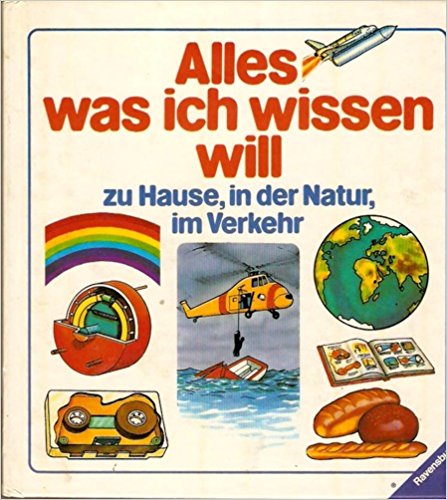 Alles
was ich wissen
will
zu Hause, in der Natur,
im Verkehr